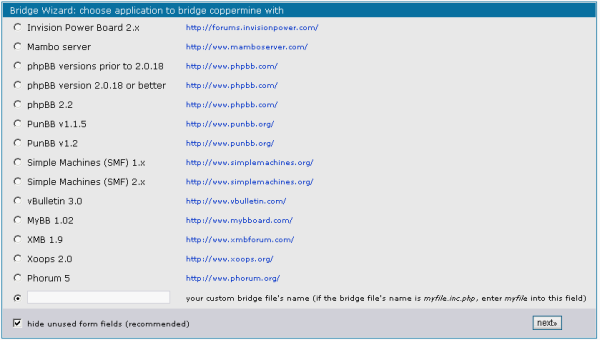 Bridge Wizard: choose application to bridge coppermine with
Invision Power Board 2.x http://forums.invisionpower.com/
Mambo server http://www.mamboserver.com/
phpBB versions prior to 2.0.18 http://www.phpbb.com/
phpBB version 2.0.18 or better http://www.phpbb.com/
phpBB 2.2 http://www.phpbb.com/
PunBB v1.1.5 http://www.punbb.org/
PunBB v1.2 http://www.punbb.org/
Simple Machines (SMF) 1.x http://www.simplemachines.org/
Simple Machines (SMF) 2.x http://www.simplemachines.org/
vBulletin 3.0 http://www.vbulletin.com/
MyBB 1.02 http://www.mybboard.com/
XMB 1.9 http://www.xmbforum.com/
Xoops 2.0 http://www.xoops.org/
Phorum 5 http://www.phorum.org/
your custom bridge file's name (if the bridge file's name is myfile.inc.php, enter myfile into this field)
hide unused form fields (recommended) next»